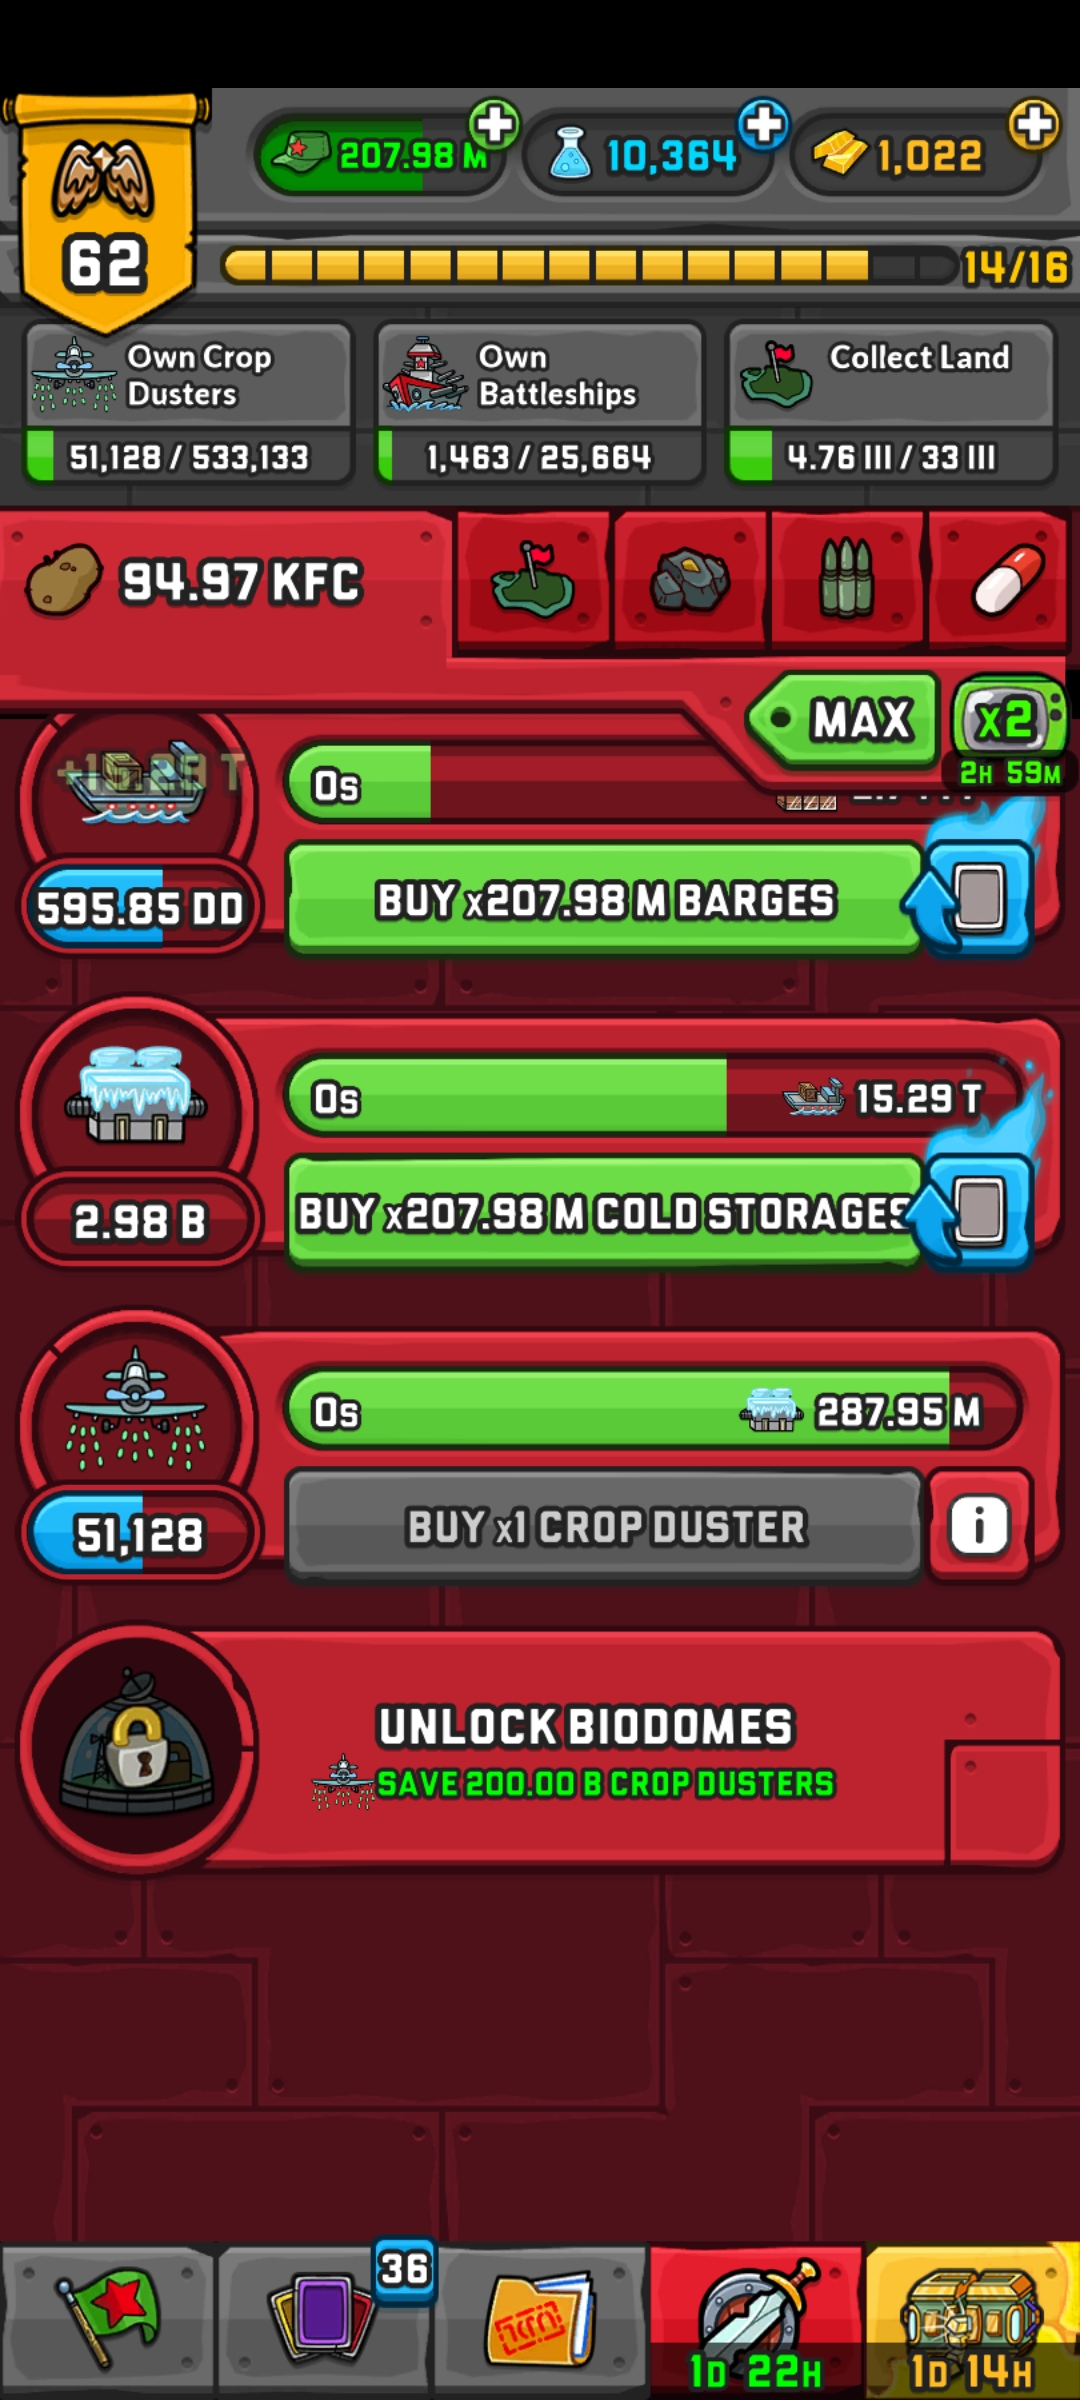 207.98 M
10,364
1,022
62
14/16
Own Crop
Dusters
51,128 / 533,133
Own
Battleships
1,463 / 25,664
Collect Land
4.76 III / 33 III
94.97 KFC
MAX
x2
2H 59M
+15.29 T
0s
595.85 DD
BUY x207.98 M BARGES
0s
15.29 T
2.98 B
BUY x207.98 M COLD STORAGES
0s
287.95 M
51,128
BUY x1 CROP DUSTER
i
UNLOCK BIODOMES
SAVE 200.00 B CROP DUSTERS
36
1D 22H
1D 14H